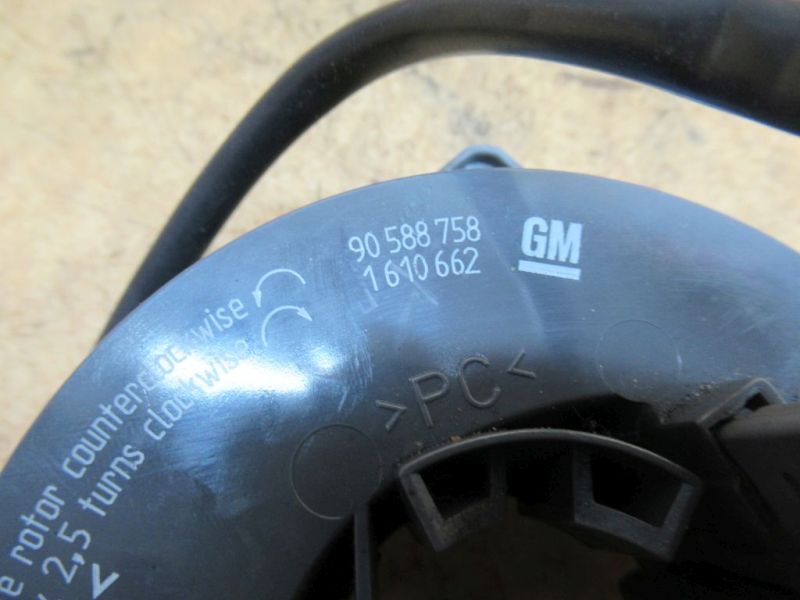 90 588 758
1 610 662
GM
rotor counterclockwise
2,5 turns clockwise
>PC<